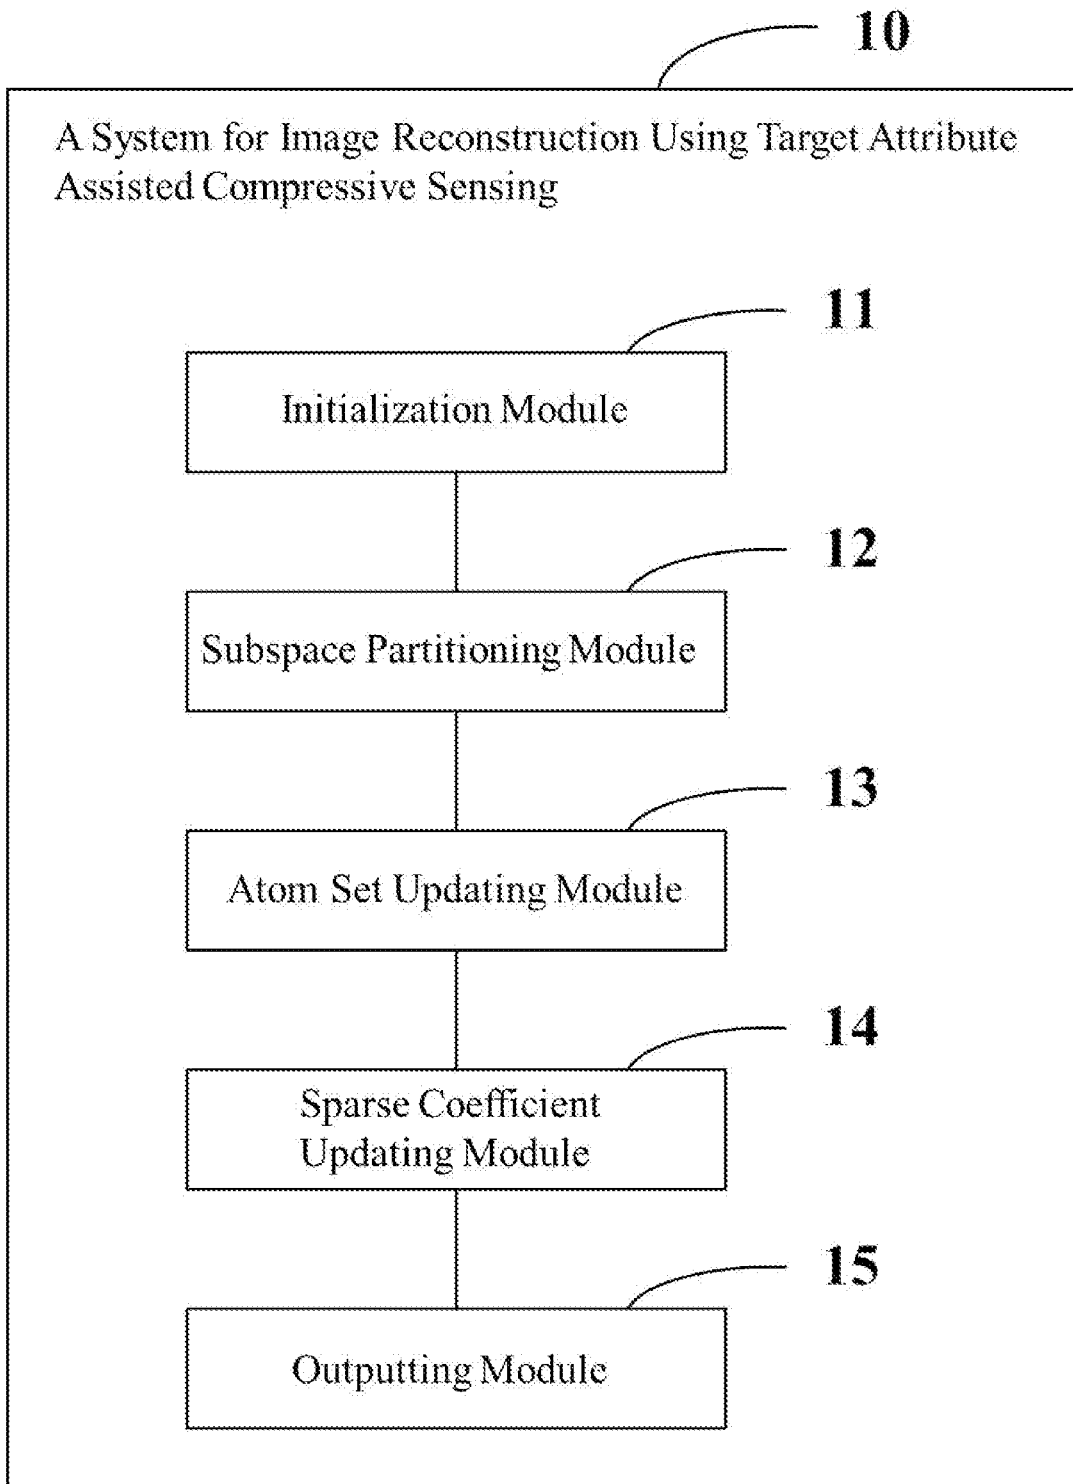 10
A System for Image Reconstruction Using Target Attribute
Assisted Compressive Sensing
11
Initialization Module
12
Subspace Partitioning Module
13
Atom Set Updating Module
14
Sparse Coefficient
Updating Module
15
Outputting Module